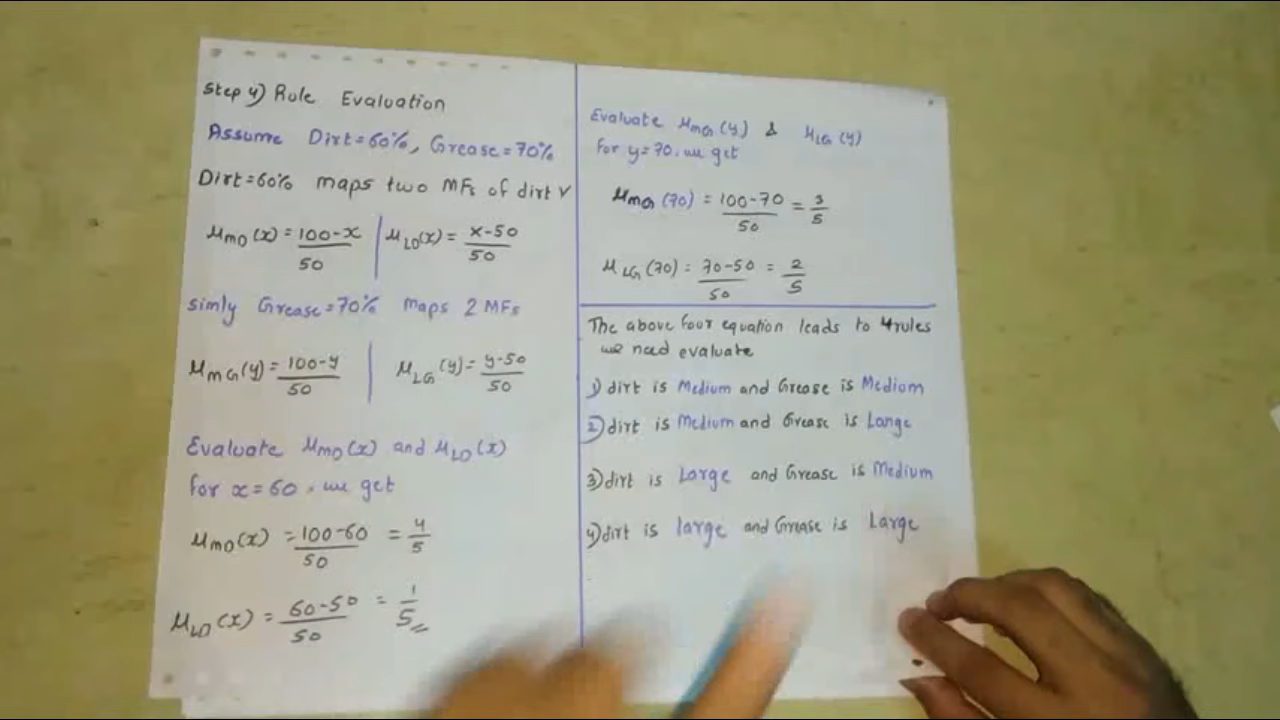 Step 4) Rule Evaluation
Assume Dirt=60%, Grease=70%
Dirt=60% maps two MFs of dirt v
μmD(x) = 100-x / 50 | μLD(x) = x-50 / 50
simly Grease=70% maps 2 MFs
μmG(y) = 100-y / 50 | μLG(y) = y-50 / 50
Evaluate μmD(x) and μLD(x)
for x=60, we get
μmD(x) = 100-60 / 50 = 4/5
μLD(x) = 60-50 / 50 = 1/5
Evaluate μmG(y) & μLG(y)
for y=70, we get
μmG(70) = 100-70 / 50 = 3/5
μLG(70) = 70-50 / 50 = 2/5
The above four equation leads to 4rules
we need evaluate
1) dirt is Medium and Grease is Medium
2) dirt is Medium and Grease is Large
3) dirt is Large and Grease is Medium
4) dirt is large and Grease is Large